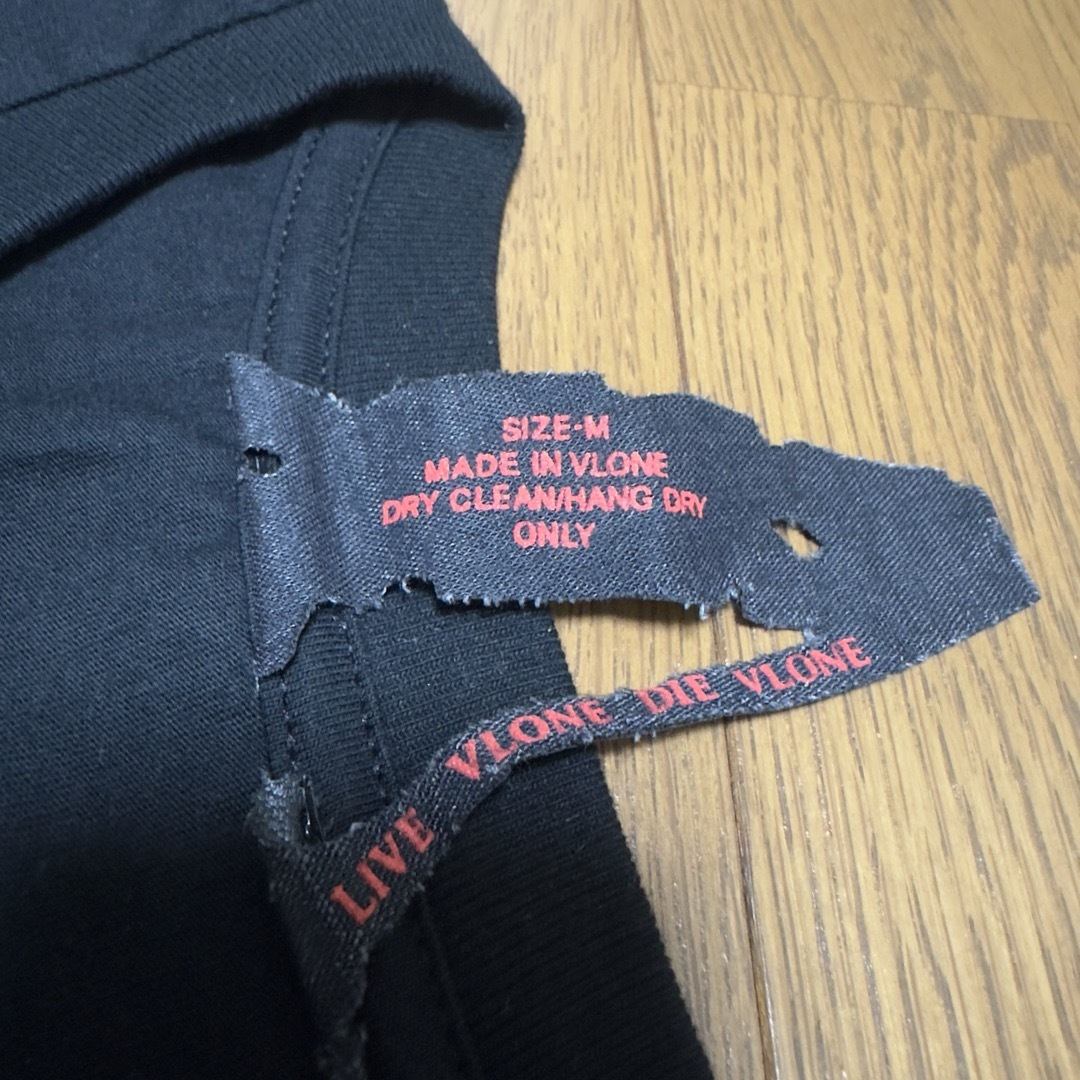 SIZE-M
MADE IN VLONE
DRY CLEAN/HANG DRY
ONLY
LIVE VLONE DIE VLONE